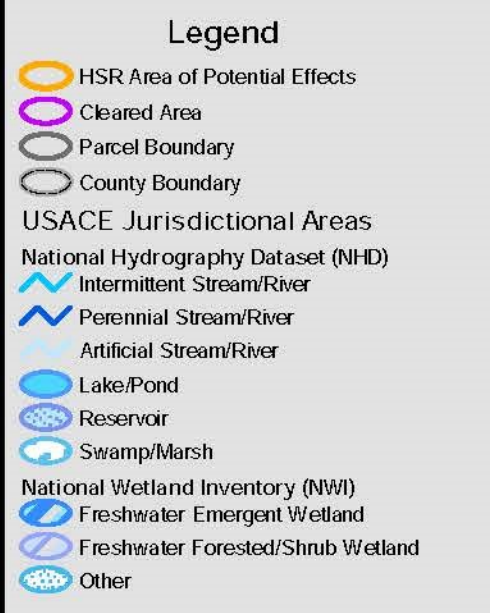 Legend
HSR Area of Potential Effects
Cleared Area
Parcel Boundary
County Boundary
USACE Jurisdictional Areas
National Hydrography Dataset (NHD)
Intermittent Stream/River
Perennial Stream/River
Artificial Stream/River
Lake/Pond
Reservoir
Swamp/Marsh
National Wetland Inventory (NWI)
Freshwater Emergent Wetland
Freshwater Forested/Shrub Wetland
Other